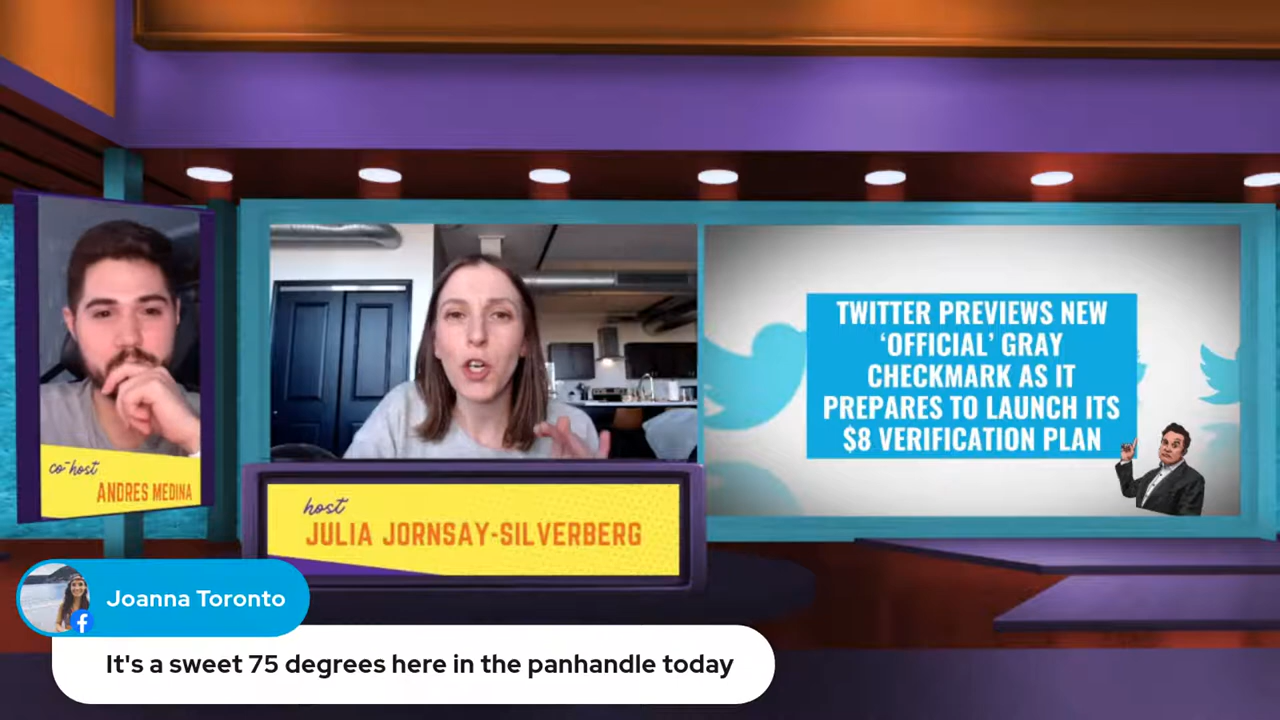 TWITTER PREVIEWS NEW
‘OFFICIAL’ GRAY
CHECKMARK AS IT
PREPARES TO LAUNCH ITS
$8 VERIFICATION PLAN
co-host
ANDRES MEDINA
host
JULIA JORNSAY-SILVERBERG
Joanna Toronto
It's a sweet 75 degrees here in the panhandle today